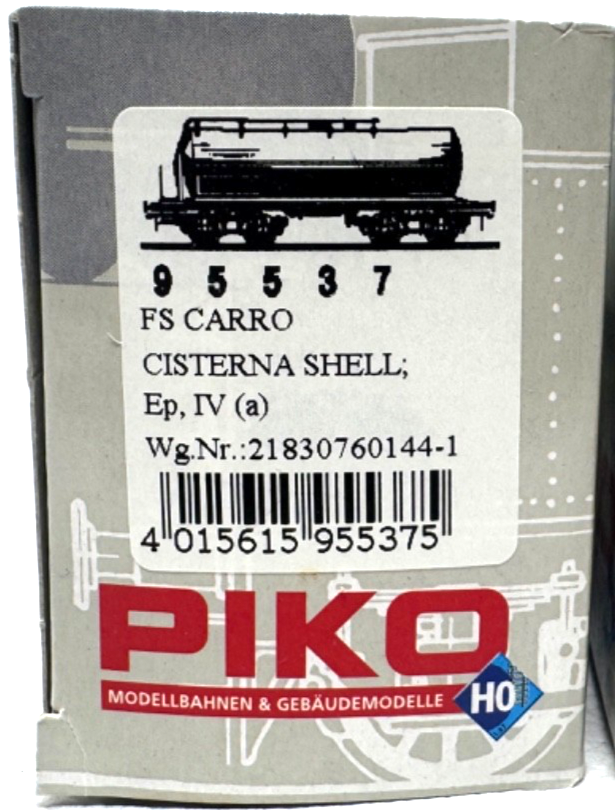 9 5 5 3 7
FS CARRO
CISTERNA SHELL;
Ep, IV (a)
Wg.Nr.:21830760144-1
4 015615 955375
PIKO
MODELLBAHNEN & GEBÄUDEMODELLE
HO